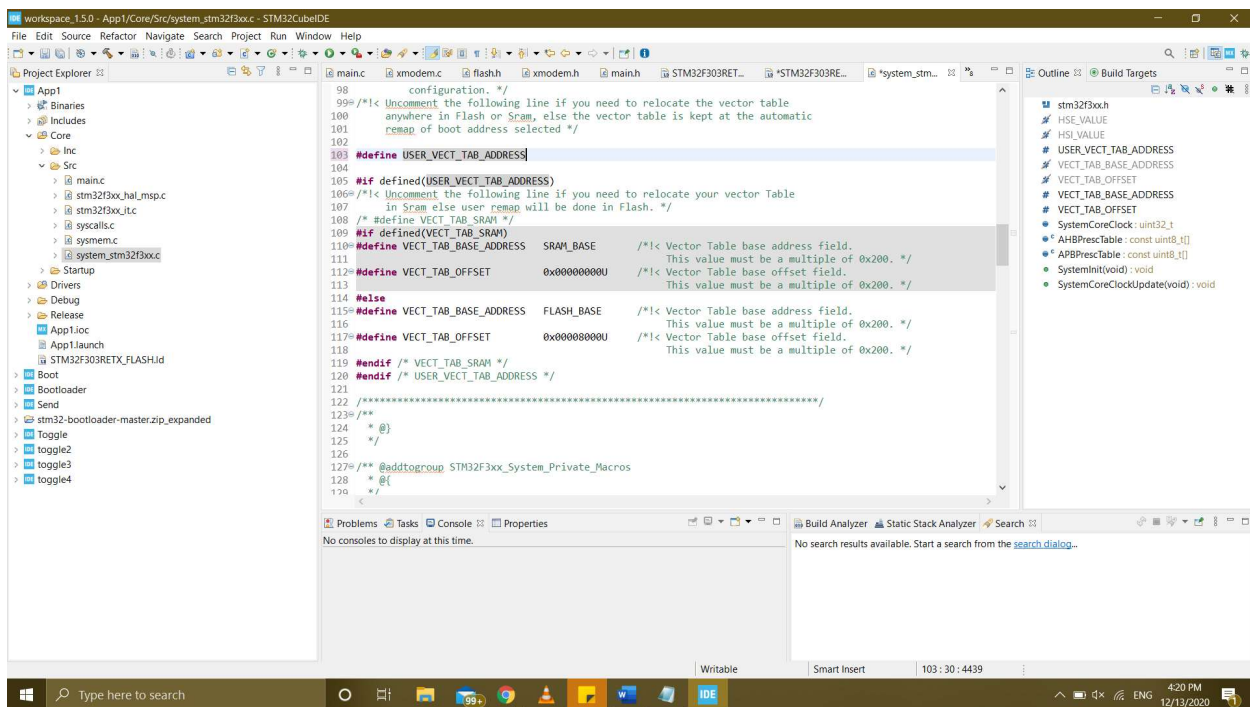 workspace_1.5.0 - App1/Core/Src/system_stm32f3xx.c - STM32CubeIDE
File Edit Source Refactor Navigate Search Project Run Window Help
Project Explorer
App1
Binaries
Includes
Core
Inc
Src
main.c
stm32f3xx_hal_msp.c
stm32f3xx_it.c
syscalls.c
sysmem.c
system_stm32f3xx.c
Startup
Drivers
Debug
Release
App1.ioc
App1.launch
STM32F303RETX_FLASH.ld
Boot
Bootloader
Send
stm32-bootloader-master.zip_expanded
Toggle
toggle2
toggle3
toggle4
main.c xmodem.c flash.h xmodem.h main.h STM32F303RET... *STM32F303RE... *system_stm... »5
98 configuration. */
99 /*!< Uncomment the following line if you need to relocate the vector table
100 anywhere in Flash or Sram, else the vector table is kept at the automatic
101 remap of boot address selected */
102
103 #define USER_VECT_TAB_ADDRESS
104
105 #if defined(USER_VECT_TAB_ADDRESS)
106 /*!< Uncomment the following line if you need to relocate your vector Table
107 in Sram else user remap will be done in Flash. */
108 /* #define VECT_TAB_SRAM */
109 #if defined(VECT_TAB_SRAM)
110 #define VECT_TAB_BASE_ADDRESS SRAM_BASE /*!< Vector Table base address field.
111 This value must be a multiple of 0x200. */
112 #define VECT_TAB_OFFSET 0x00000000U /*!< Vector Table base offset field.
113 This value must be a multiple of 0x200. */
114 #else
115 #define VECT_TAB_BASE_ADDRESS FLASH_BASE /*!< Vector Table base address field.
116 This value must be a multiple of 0x200. */
117 #define VECT_TAB_OFFSET 0x00008000U /*!< Vector Table base offset field.
118 This value must be a multiple of 0x200. */
119 #endif /* VECT_TAB_SRAM */
120 #endif /* USER_VECT_TAB_ADDRESS */
121
122 /******************************************************************************/
123 /**
124 * @}
125 */
126
127 /** @addtogroup STM32F3xx_System_Private_Macros
128 * @{
129 */
Outline Build Targets
stm32f3xx.h
HSE_VALUE
HSI_VALUE
USER_VECT_TAB_ADDRESS
VECT_TAB_BASE_ADDRESS
VECT_TAB_OFFSET
VECT_TAB_BASE_ADDRESS
VECT_TAB_OFFSET
SystemCoreClock : uint32_t
AHBPrescTable : const uint8_t[]
APBPrescTable : const uint8_t[]
SystemInit(void) : void
SystemCoreClockUpdate(void) : void
Problems Tasks Console Properties
No consoles to display at this time.
Build Analyzer Static Stack Analyzer Search
No search results available. Start a search from the search dialog...
Writable Smart Insert 103 : 30 : 4439
Type here to search
99+
IDE
ENG
4:20 PM
12/13/2020
1